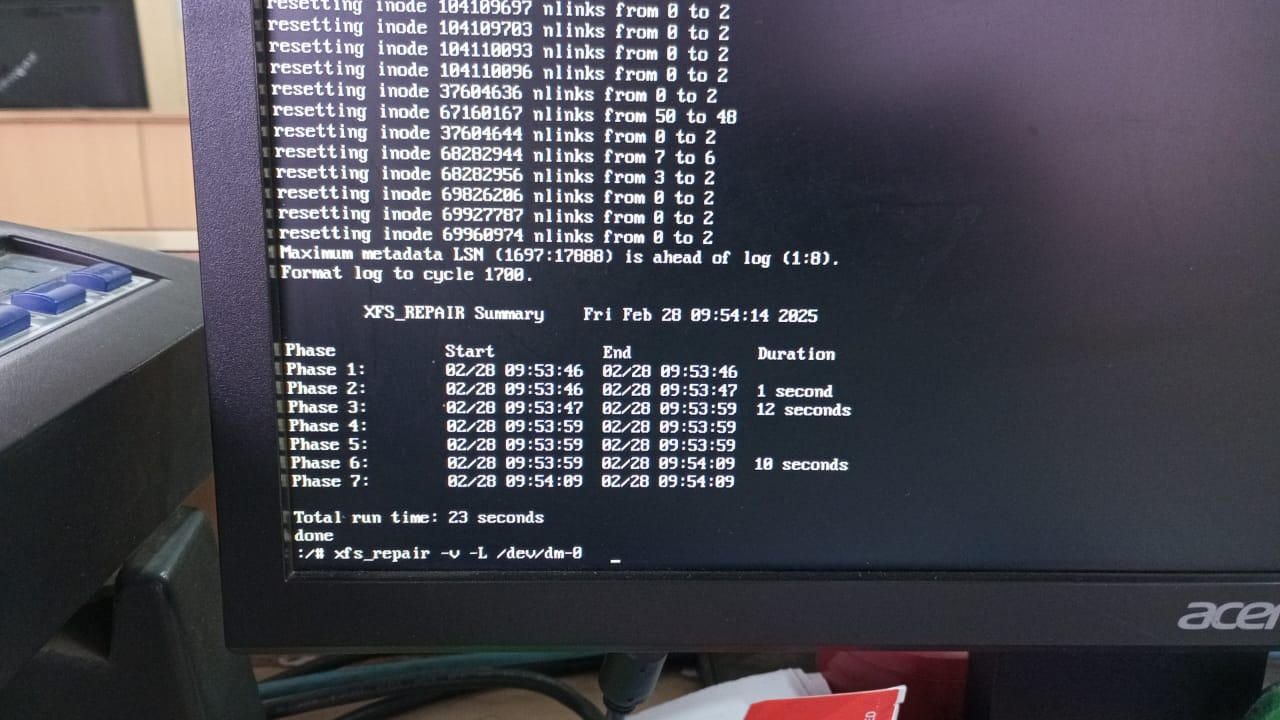 resetting inode 104109697 nlinks from 0 to 2
resetting inode 104109703 nlinks from 0 to 2
resetting inode 104110093 nlinks from 0 to 2
resetting inode 104110096 nlinks from 0 to 2
resetting inode 37604636 nlinks from 0 to 2
resetting inode 67160167 nlinks from 50 to 48
resetting inode 37604644 nlinks from 0 to 2
resetting inode 68282944 nlinks from 7 to 6
resetting inode 68282956 nlinks from 3 to 2
resetting inode 69826206 nlinks from 0 to 2
resetting inode 69927787 nlinks from 0 to 2
resetting inode 69960974 nlinks from 0 to 2
Maximum metadata LSN (1697:17888) is ahead of log (1:8).
Format log to cycle 1700.
XFS_REPAIR Summary    Fri Feb 28 09:54:14 2025
Phase Start End Duration
Phase 1: 02/28 09:53:46 02/28 09:53:46
Phase 2: 02/28 09:53:46 02/28 09:53:47 1 second
Phase 3: 02/28 09:53:47 02/28 09:53:59 12 seconds
Phase 4: 02/28 09:53:59 02/28 09:53:59
Phase 5: 02/28 09:53:59 02/28 09:53:59
Phase 6: 02/28 09:53:59 02/28 09:54:09 10 seconds
Phase 7: 02/28 09:54:09 02/28 09:54:09
Total run time: 23 seconds
done
:/# xfs_repair -v -L /dev/dm-0 _
acer